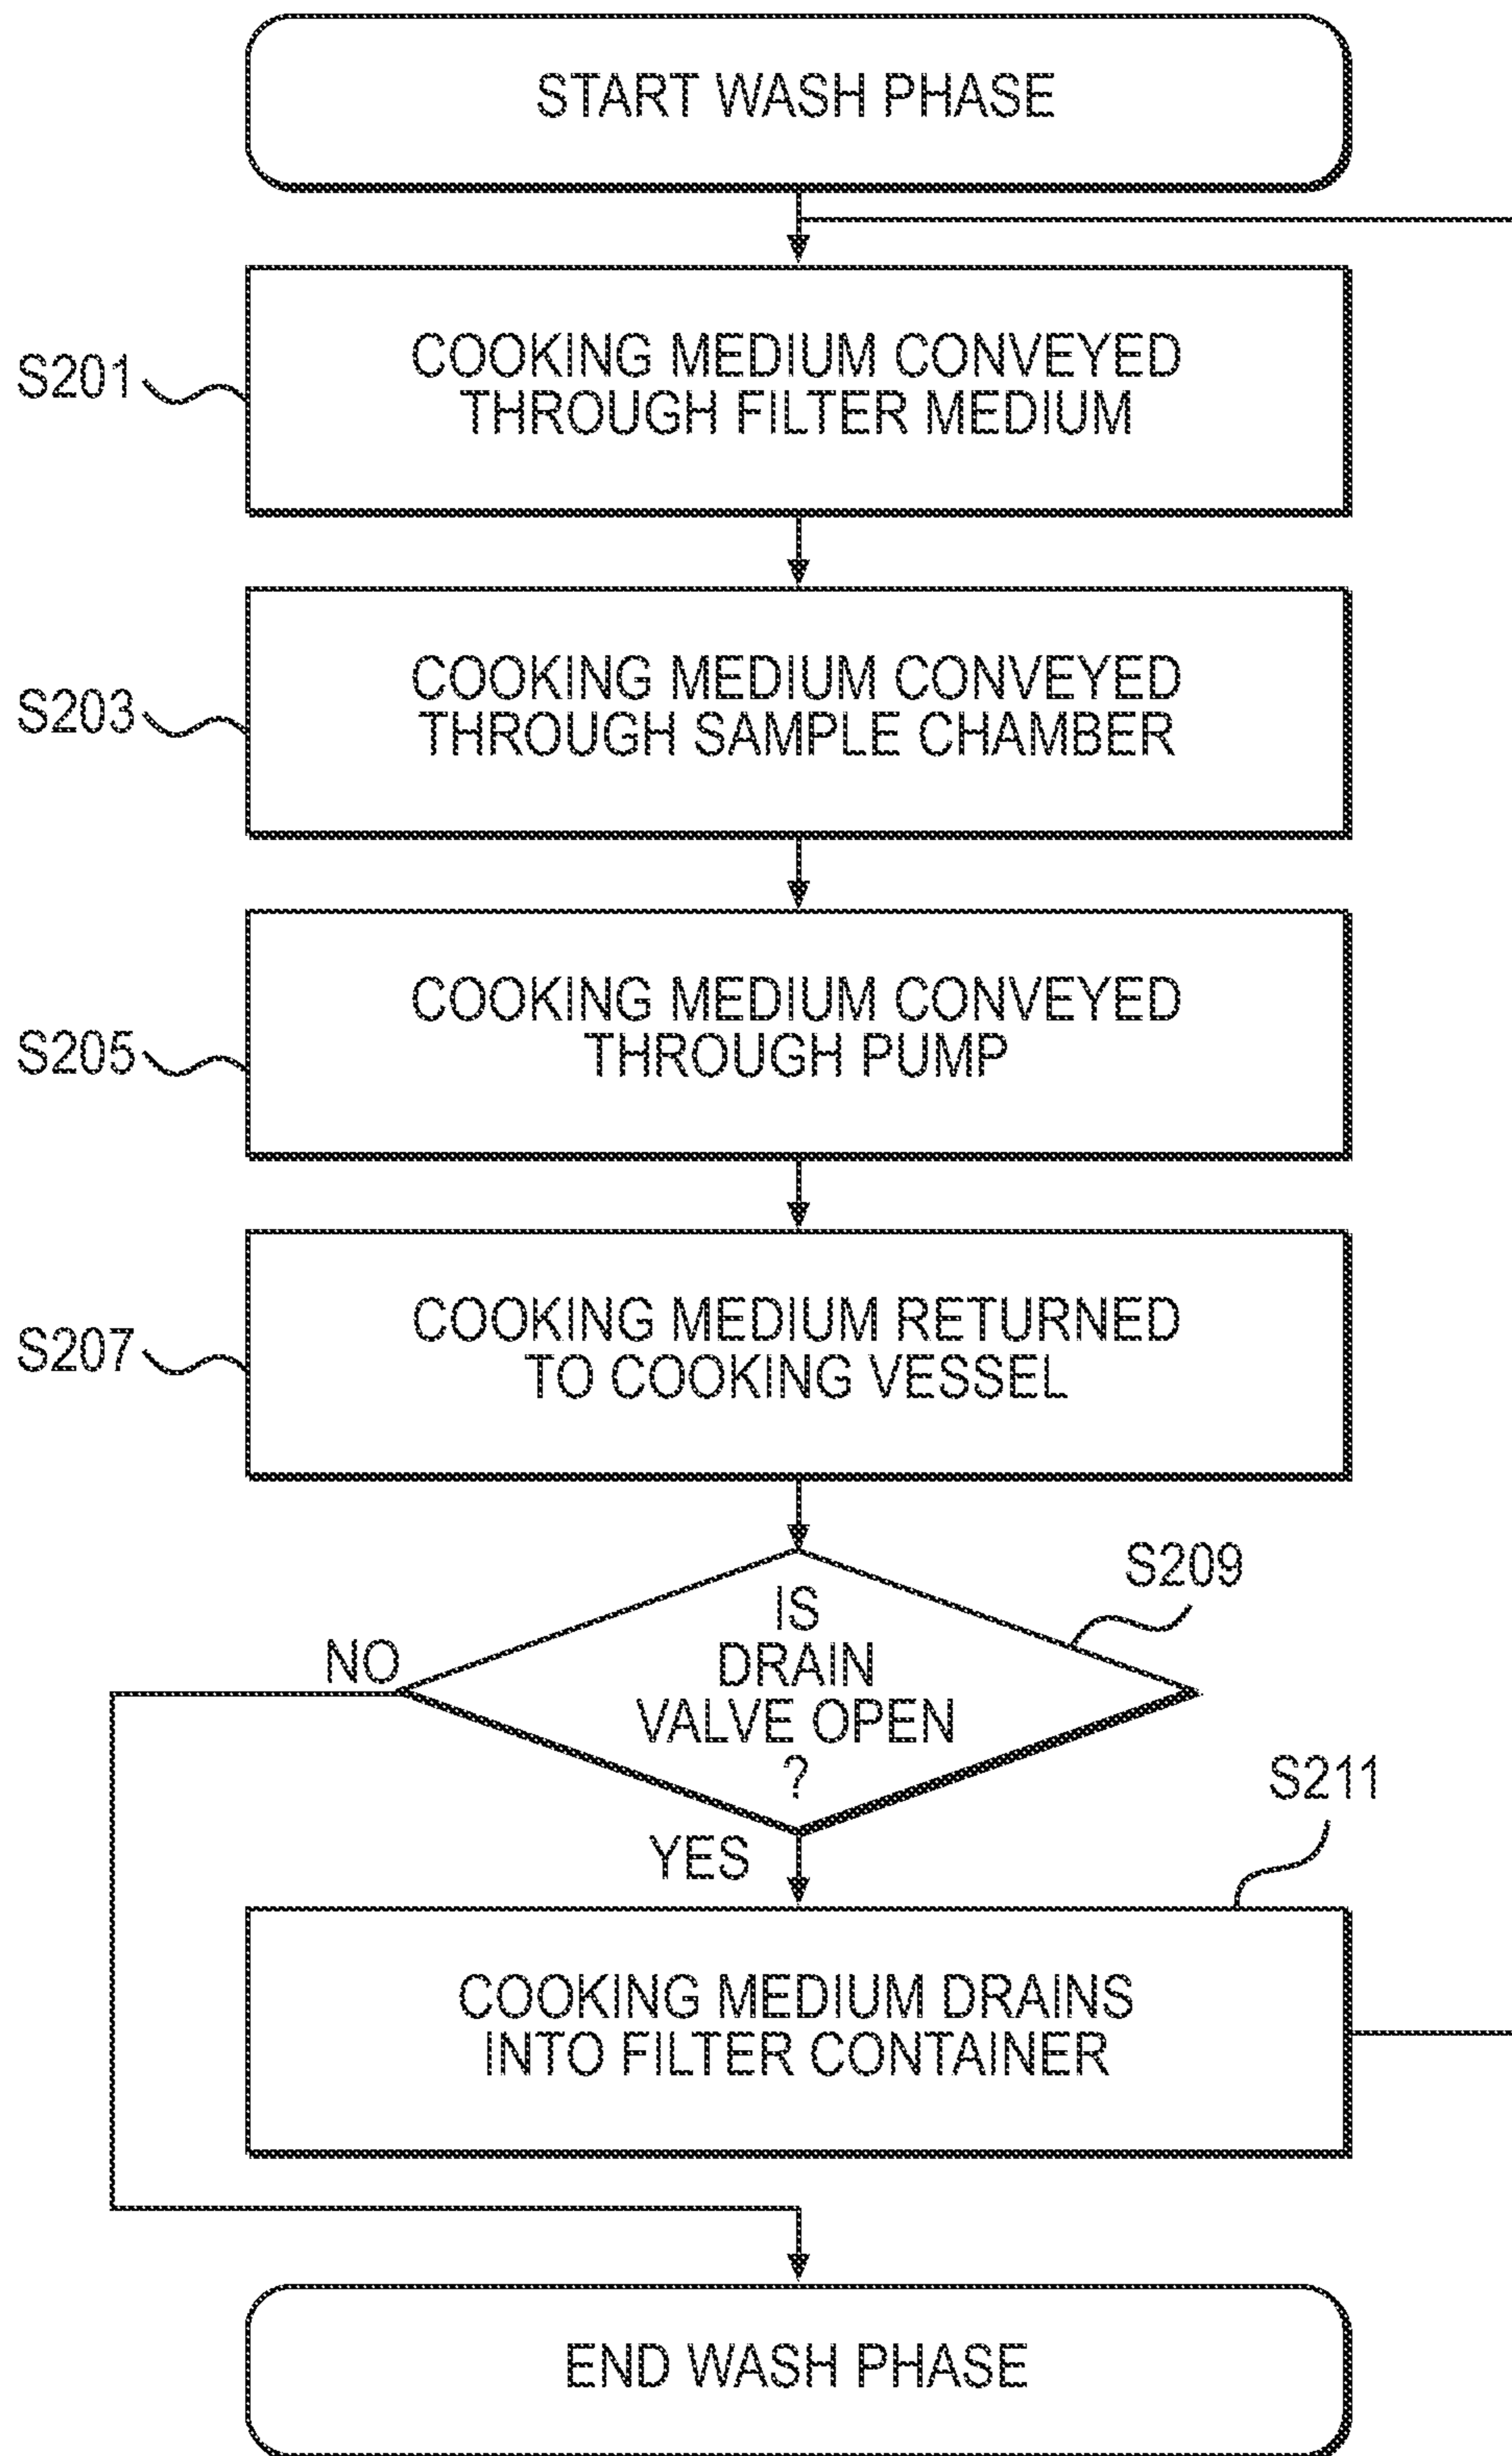 START WASH PHASE
S201
COOKING MEDIUM CONVEYED
THROUGH FILTER MEDIUM
S203
COOKING MEDIUM CONVEYED
THROUGH SAMPLE CHAMBER
S205
COOKING MEDIUM CONVEYED
THROUGH PUMP
S207
COOKING MEDIUM RETURNED
TO COOKING VESSEL
S209
IS
DRAIN
VALVE OPEN
?
NO
YES
S211
COOKING MEDIUM DRAINS
INTO FILTER CONTAINER
END WASH PHASE